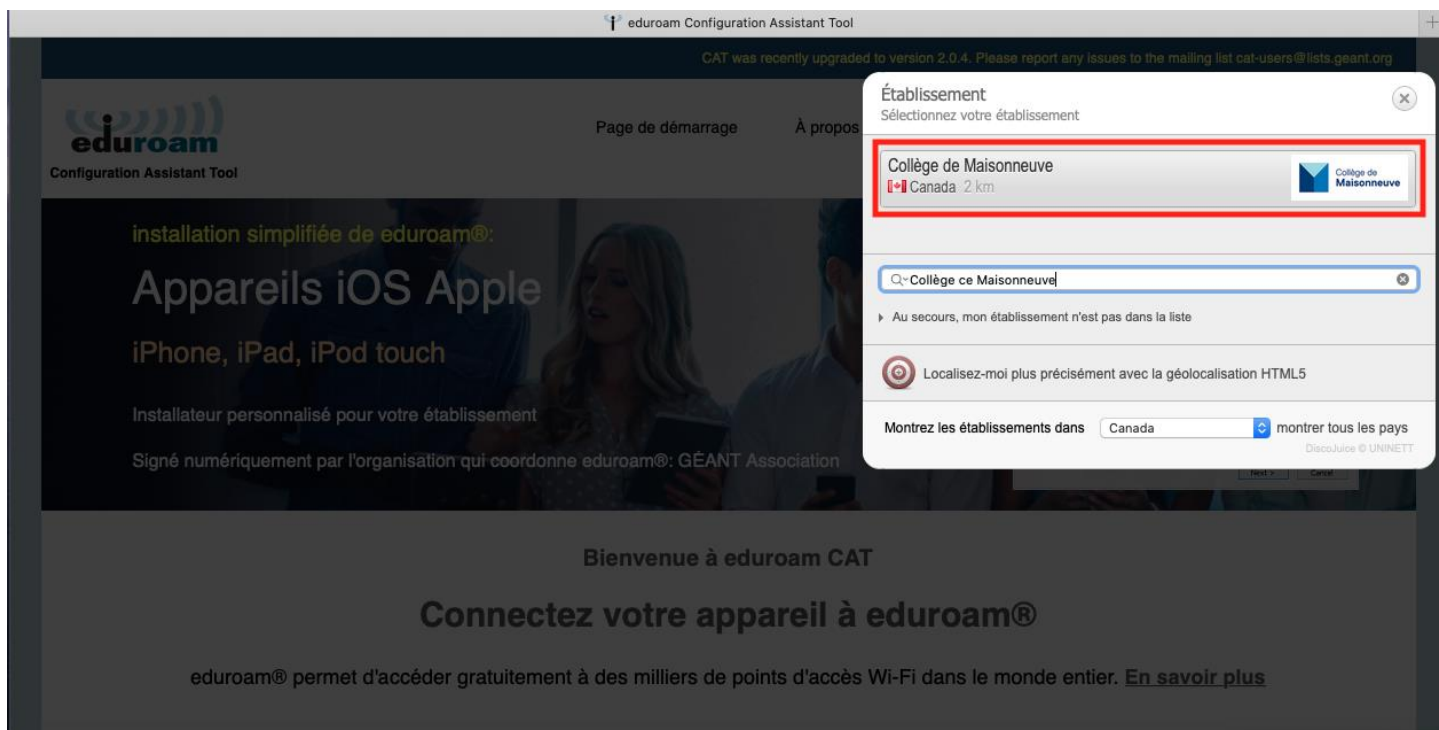 eduroam Configuration Assistant Tool
CAT was recently upgraded to version 2.0.4. Please report any issues to the mailing list cat-users@lists.geant.org
eduroam
Configuration Assistant Tool
Page de démarrage
À propos
Établissement
Sélectionnez votre établissement
Collège de Maisonneuve
Canada 2 km
Collège de
Maisonneuve
Collège ce Maisonneuve
Au secours, mon établissement n'est pas dans la liste
Localisez-moi plus précisément avec la géolocalisation HTML5
Montrez les établissements dans Canada montrer tous les pays
DiscoJuice © UNINETT
Next > Cancel
installation simplifiée de eduroam®:
Appareils iOS Apple
iPhone, iPad, iPod touch
Installateur personnalisé pour votre établissement
Signé numériquement par l'organisation qui coordonne eduroam®: GÉANT Association
Bienvenue à eduroam CAT
Connectez votre appareil à eduroam®
eduroam® permet d'accéder gratuitement à des milliers de points d'accès Wi-Fi dans le monde entier. En savoir plus